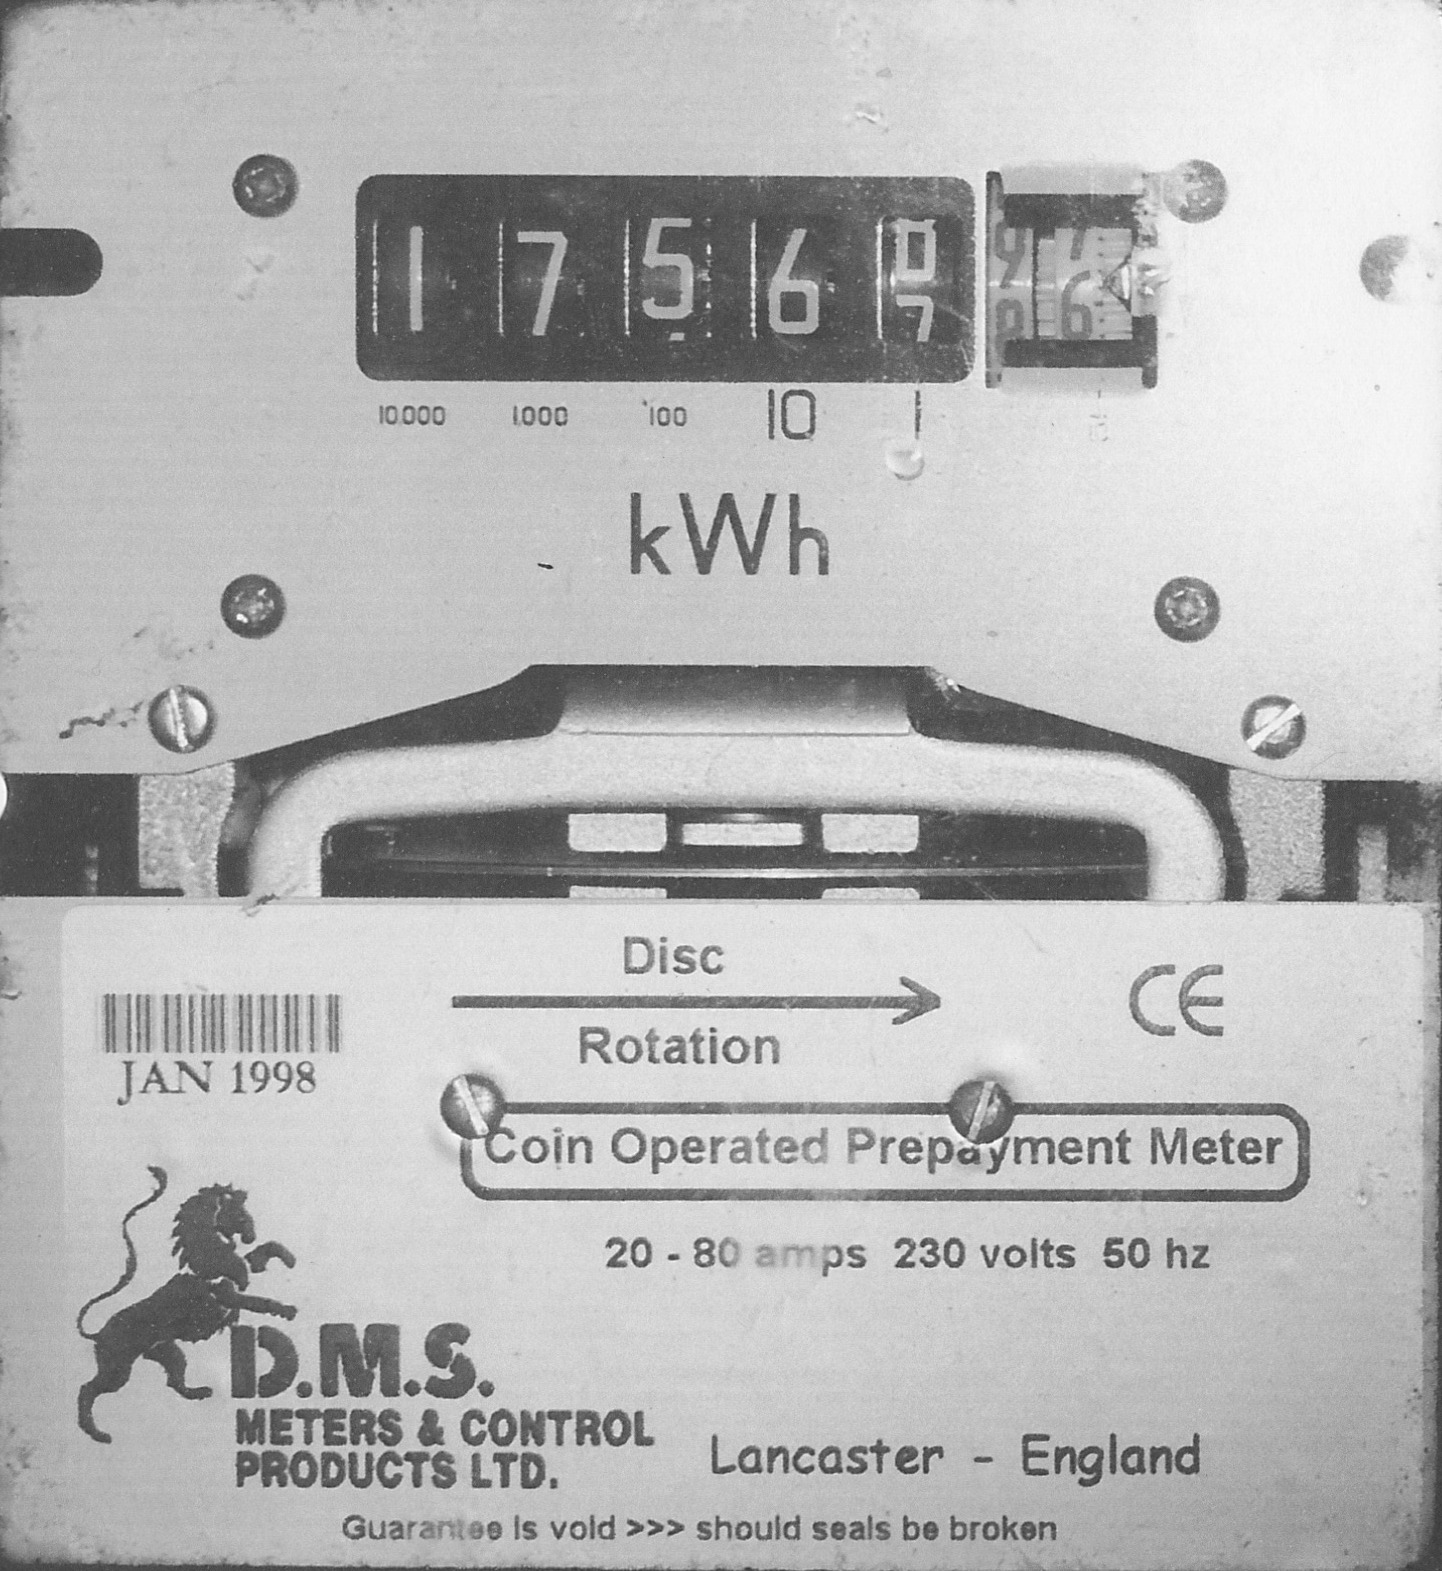 1 7 5 6
10.000 1.000 100 10 1
kWh
Disc
Rotation
CE
JAN 1998
Coin Operated Prepayment Meter
20 - 80 amps 230 volts 50 hz
D.M.S.
METERS & CONTROL
PRODUCTS LTD.
Lancaster - England
Guarantee is void >>> should seals be broken